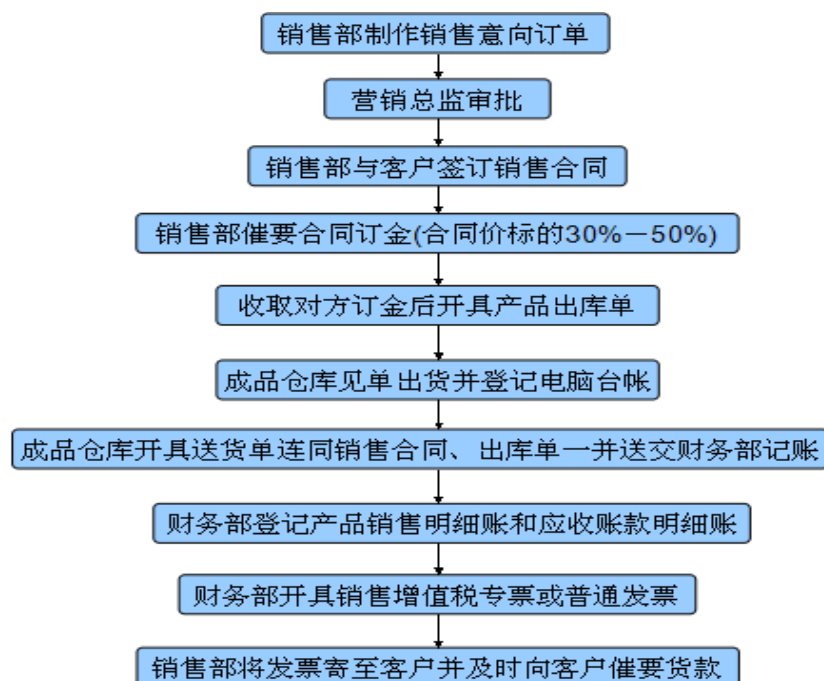 销售部制作销售意向订单
营销总监审批
销售部与客户签订销售合同
销售部催要合同订金(合同价标的30%－50%)
收取对方订金后开具产品出库单
成品仓库见单出货并登记电脑台帐
成品仓库开具送货单连同销售合同、出库单一并送交财务部记账
财务部登记产品销售明细账和应收账款明细账
财务部开具销售增值税专票或普通发票
销售部将发票寄至客户并及时向客户催要货款